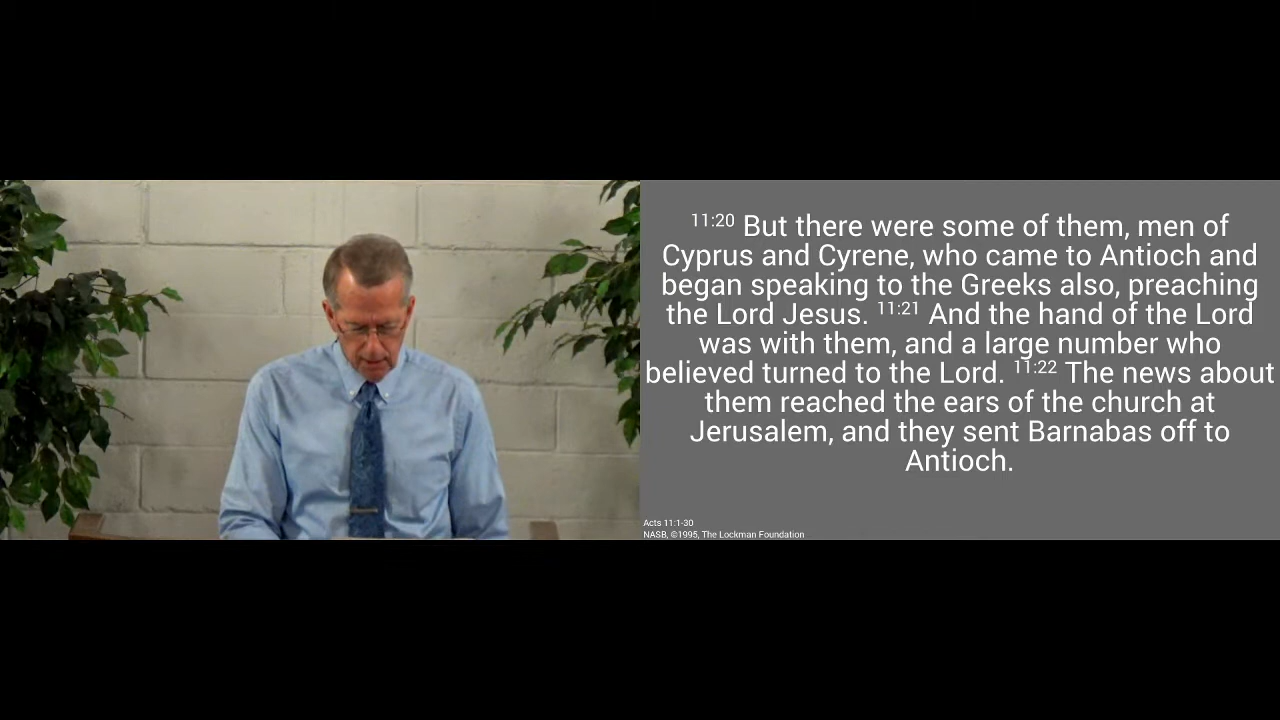 11:20 But there were some of them, men of
Cyprus and Cyrene, who came to Antioch and
began speaking to the Greeks also, preaching
the Lord Jesus. 11:21 And the hand of the Lord
was with them, and a large number who
believed turned to the Lord. 11:22 The news about
them reached the ears of the church at
Jerusalem, and they sent Barnabas off to
Antioch.
Acts 11:1-30
NASB, ©1995, The Lockman Foundation